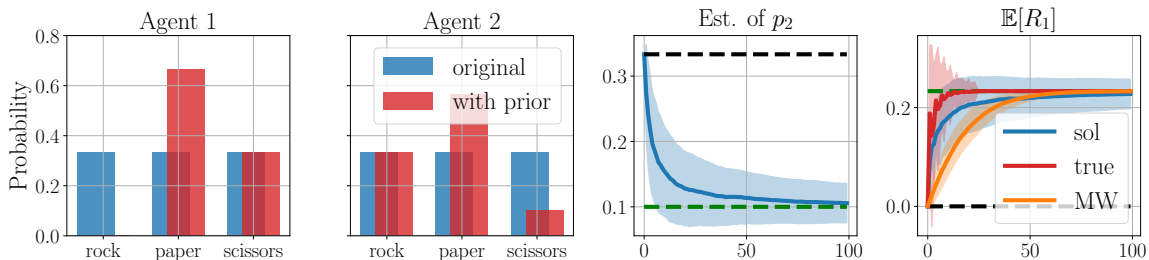 Agent 1
Probability
0.8
0.6
0.4
0.2
0.0
rock paper scissors
Agent 2
original
with prior
rock paper scissors
Est. of p₂
0.3
0.2
0.1
0 50 100
𝔼[R₁]
0.2
0.0
sol
true
MW
0 50 100